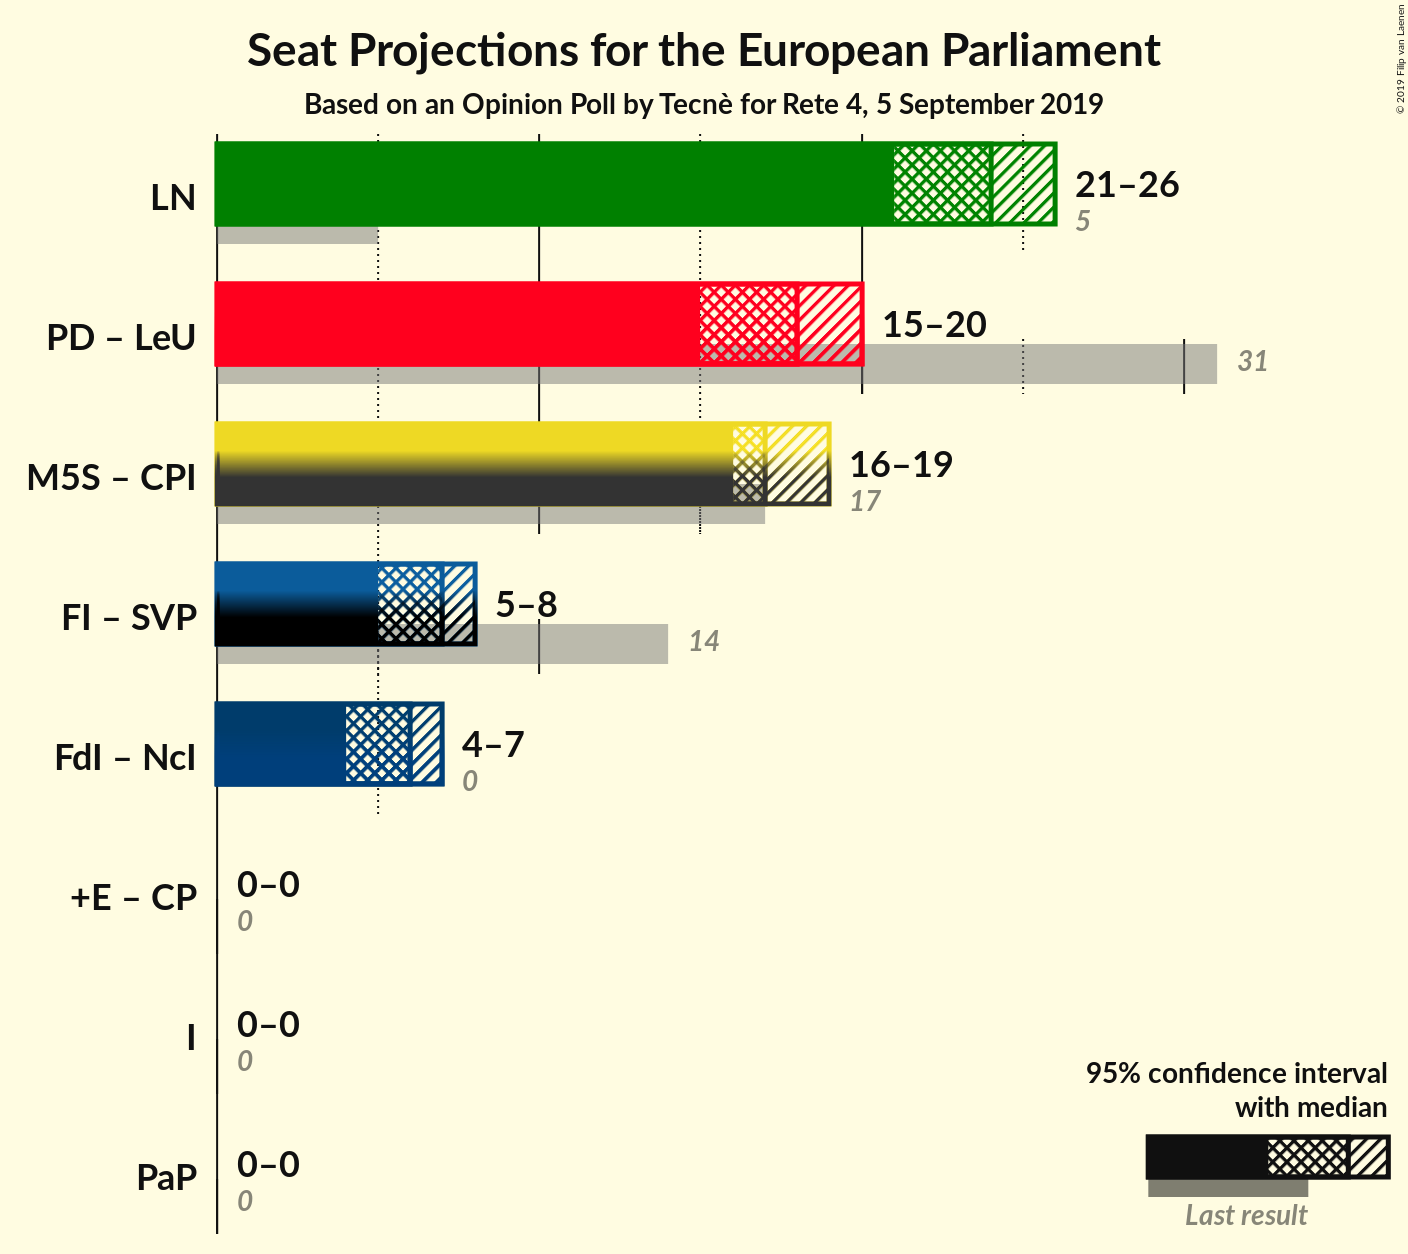 Seat Projections for the European Parliament
Based on an Opinion Poll by Tecnè for Rete 4, 5 September 2019
© 2019 Filip van Laenen
LN
21–26
5
PD – LeU
15–20
31
M5S – CPI
16–19
17
FI – SVP
5–8
14
FdI – NcI
4–7
0
+E – CP
0–0
0
I
0–0
0
PaP
0–0
0
95% confidence interval
with median
Last result